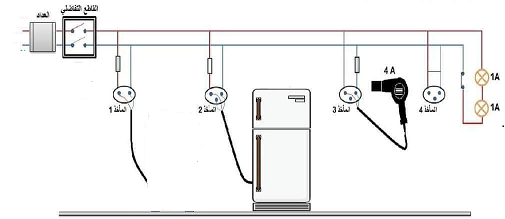 القاطع التفاضلي
العداد
4 A
1A
1A
المأخذ 1
المأخذ 2
المأخذ 3
المأخذ 4